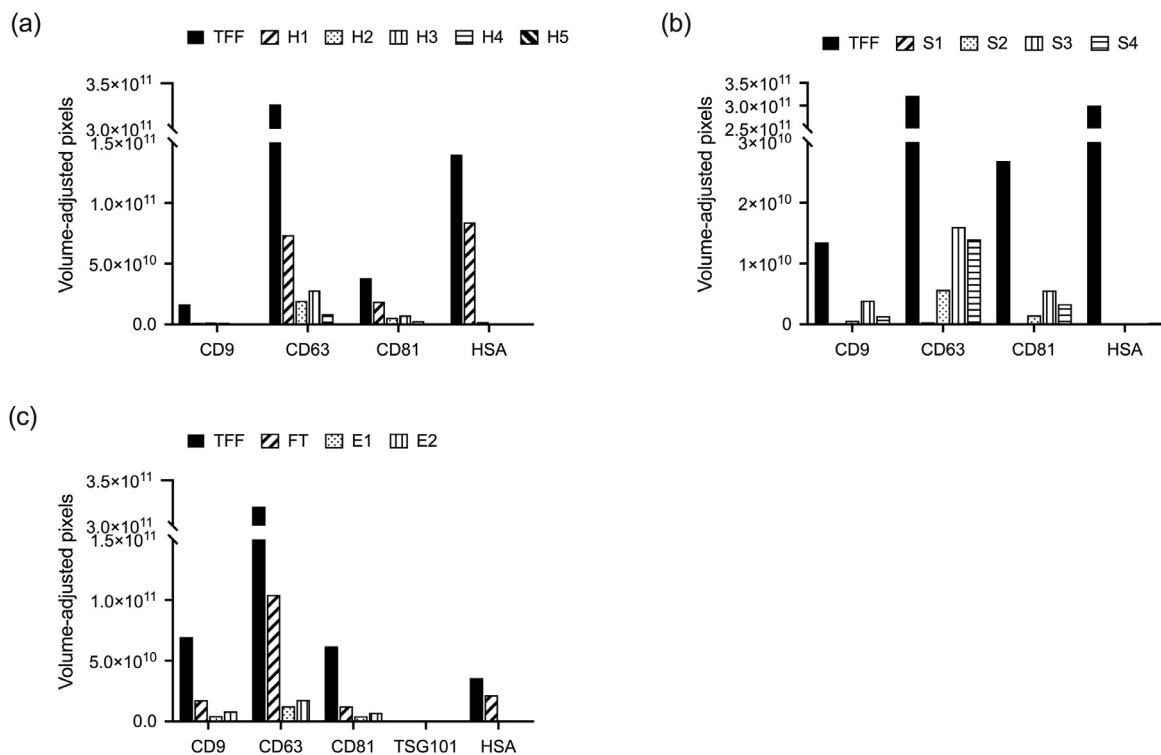 (a)
TFF H1 H2 H3 H4 H5
Volume-adjusted pixels
3.5×10¹¹
3.0×10¹¹
1.5×10¹¹
1.0×10¹¹
5.0×10¹⁰
0.0
CD9 CD63 CD81 HSA
(b)
TFF S1 S2 S3 S4
Volume-adjusted pixels
3.5×10¹¹
3.0×10¹¹
2.5×10¹¹
3×10¹⁰
2×10¹⁰
1×10¹⁰
0
CD9 CD63 CD81 HSA
(c)
TFF FT E1 E2
Volume-adjusted pixels
3.5×10¹¹
3.0×10¹¹
1.5×10¹¹
1.0×10¹¹
5.0×10¹⁰
0.0
CD9 CD63 CD81 TSG101 HSA